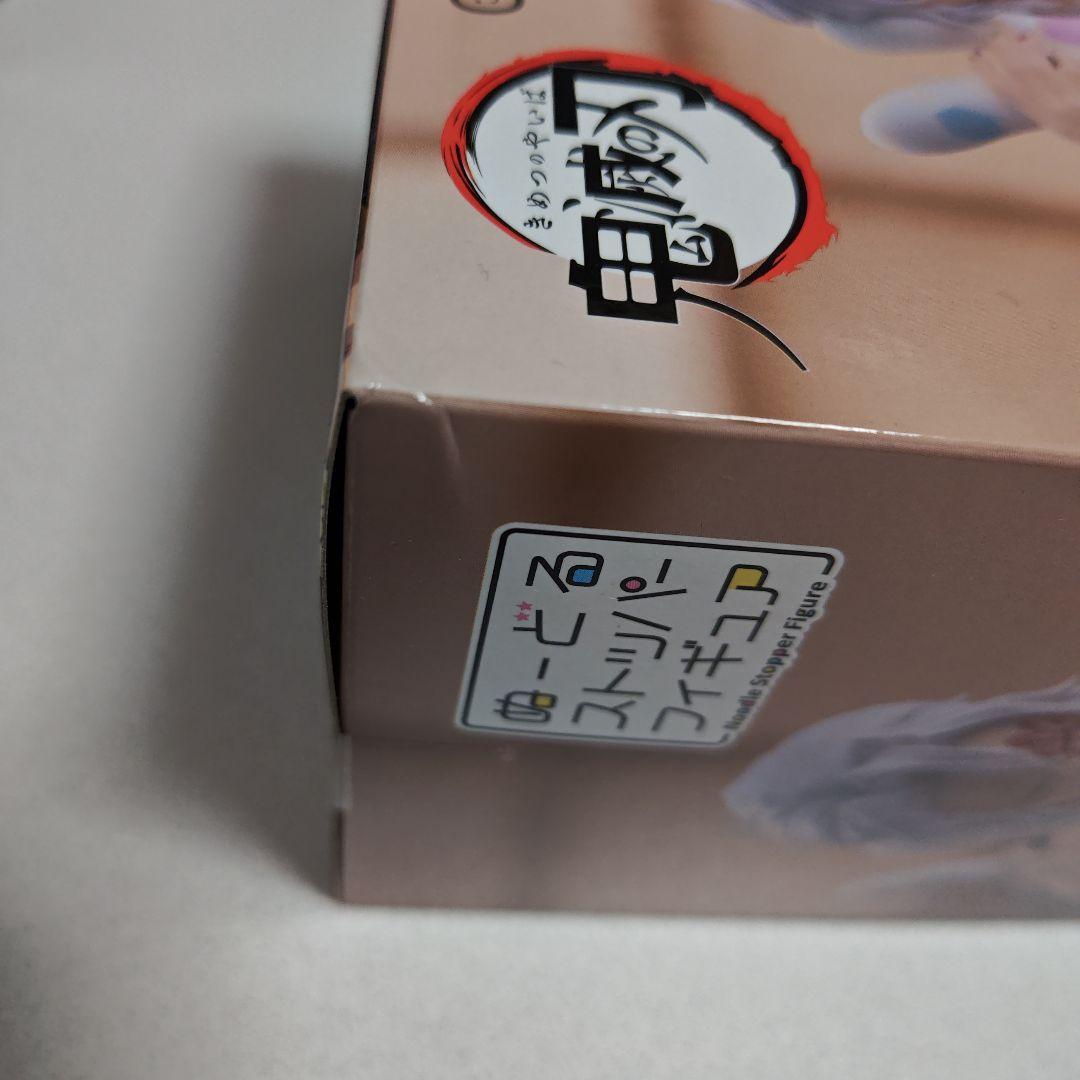 鬼滅の刃
きめつのやいば
ぬーどる
ストッパー
フィギュア
Noodle Stopper Figure